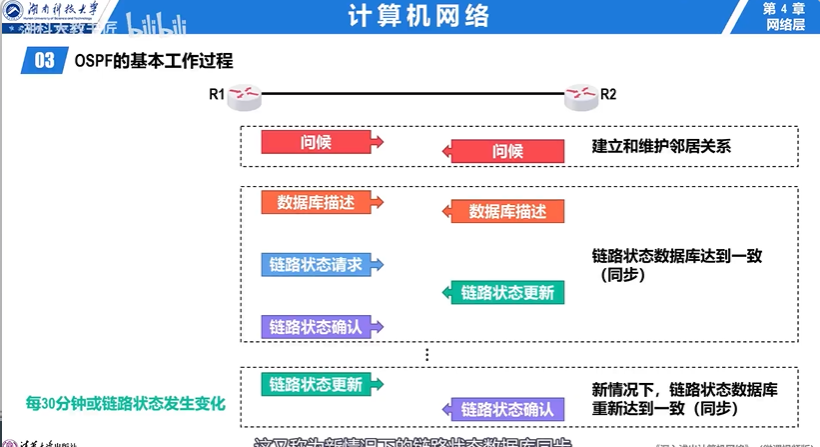 湖南科技大学
Hunan University of Science and Technology
bilibili
计算机网络
第 4 章
网络层
03 OSPF的基本工作过程
R1
R2
问候
问候
建立和维护邻居关系
数据库描述
数据库描述
链路状态请求
链路状态数据库达到一致
（同步）
链路状态更新
链路状态确认
⋮
每30分钟或链路状态发生变化
链路状态更新
新情况下，链路状态数据库
重新达到一致（同步）
链路状态确认
清华大学出版社